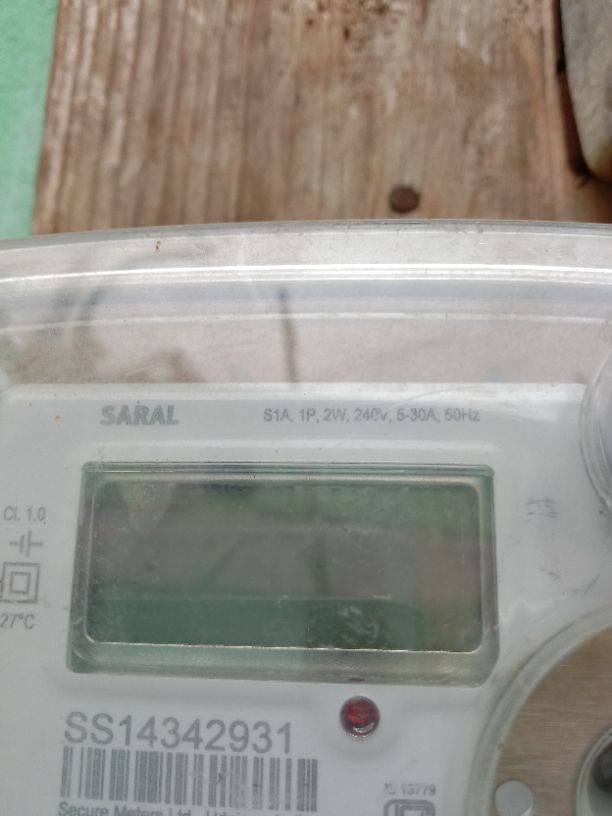 SARAL
S1A, 1P, 2W, 240V, 5-30A, 50Hz
Cl. 1.0
27°C
SS14342931
IS 13779
Secure Meters Ltd.